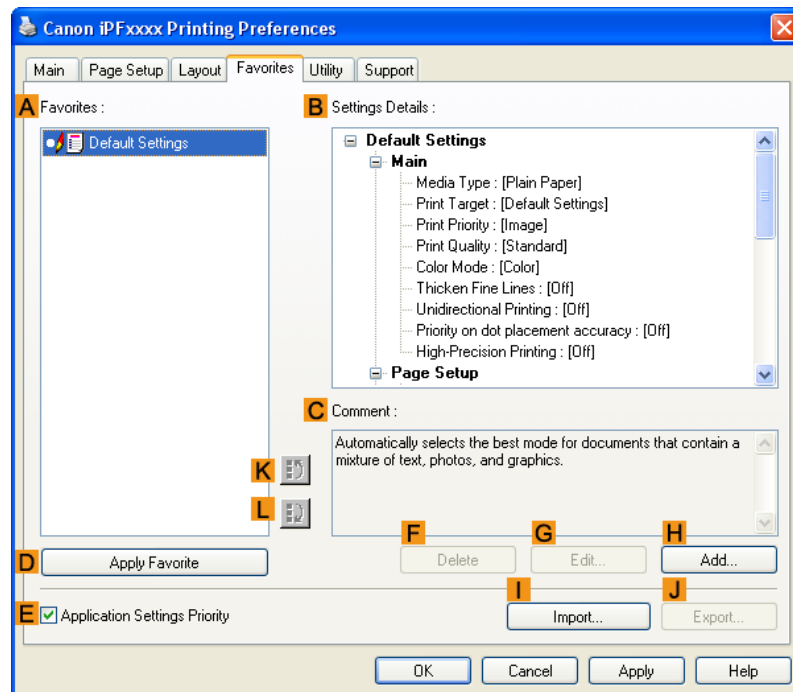 Canon iPFxxxx Printing Preferences
Main Page Setup Layout Favorites Utility Support
A Favorites :
Default Settings
B Settings Details :
Default Settings
Main
Media Type : [Plain Paper]
Print Target : [Default Settings]
Print Priority : [Image]
Print Quality : [Standard]
Color Mode : [Color]
Thicken Fine Lines : [Off]
Unidirectional Printing : [Off]
Priority on dot placement accuracy : [Off]
High-Precision Printing : [Off]
Page Setup
C Comment :
Automatically selects the best mode for documents that contain a
mixture of text, photos, and graphics.
K
L
D Apply Favorite
F Delete
G Edit...
H Add...
E Application Settings Priority
I Import...
J Export...
OK Cancel Apply Help